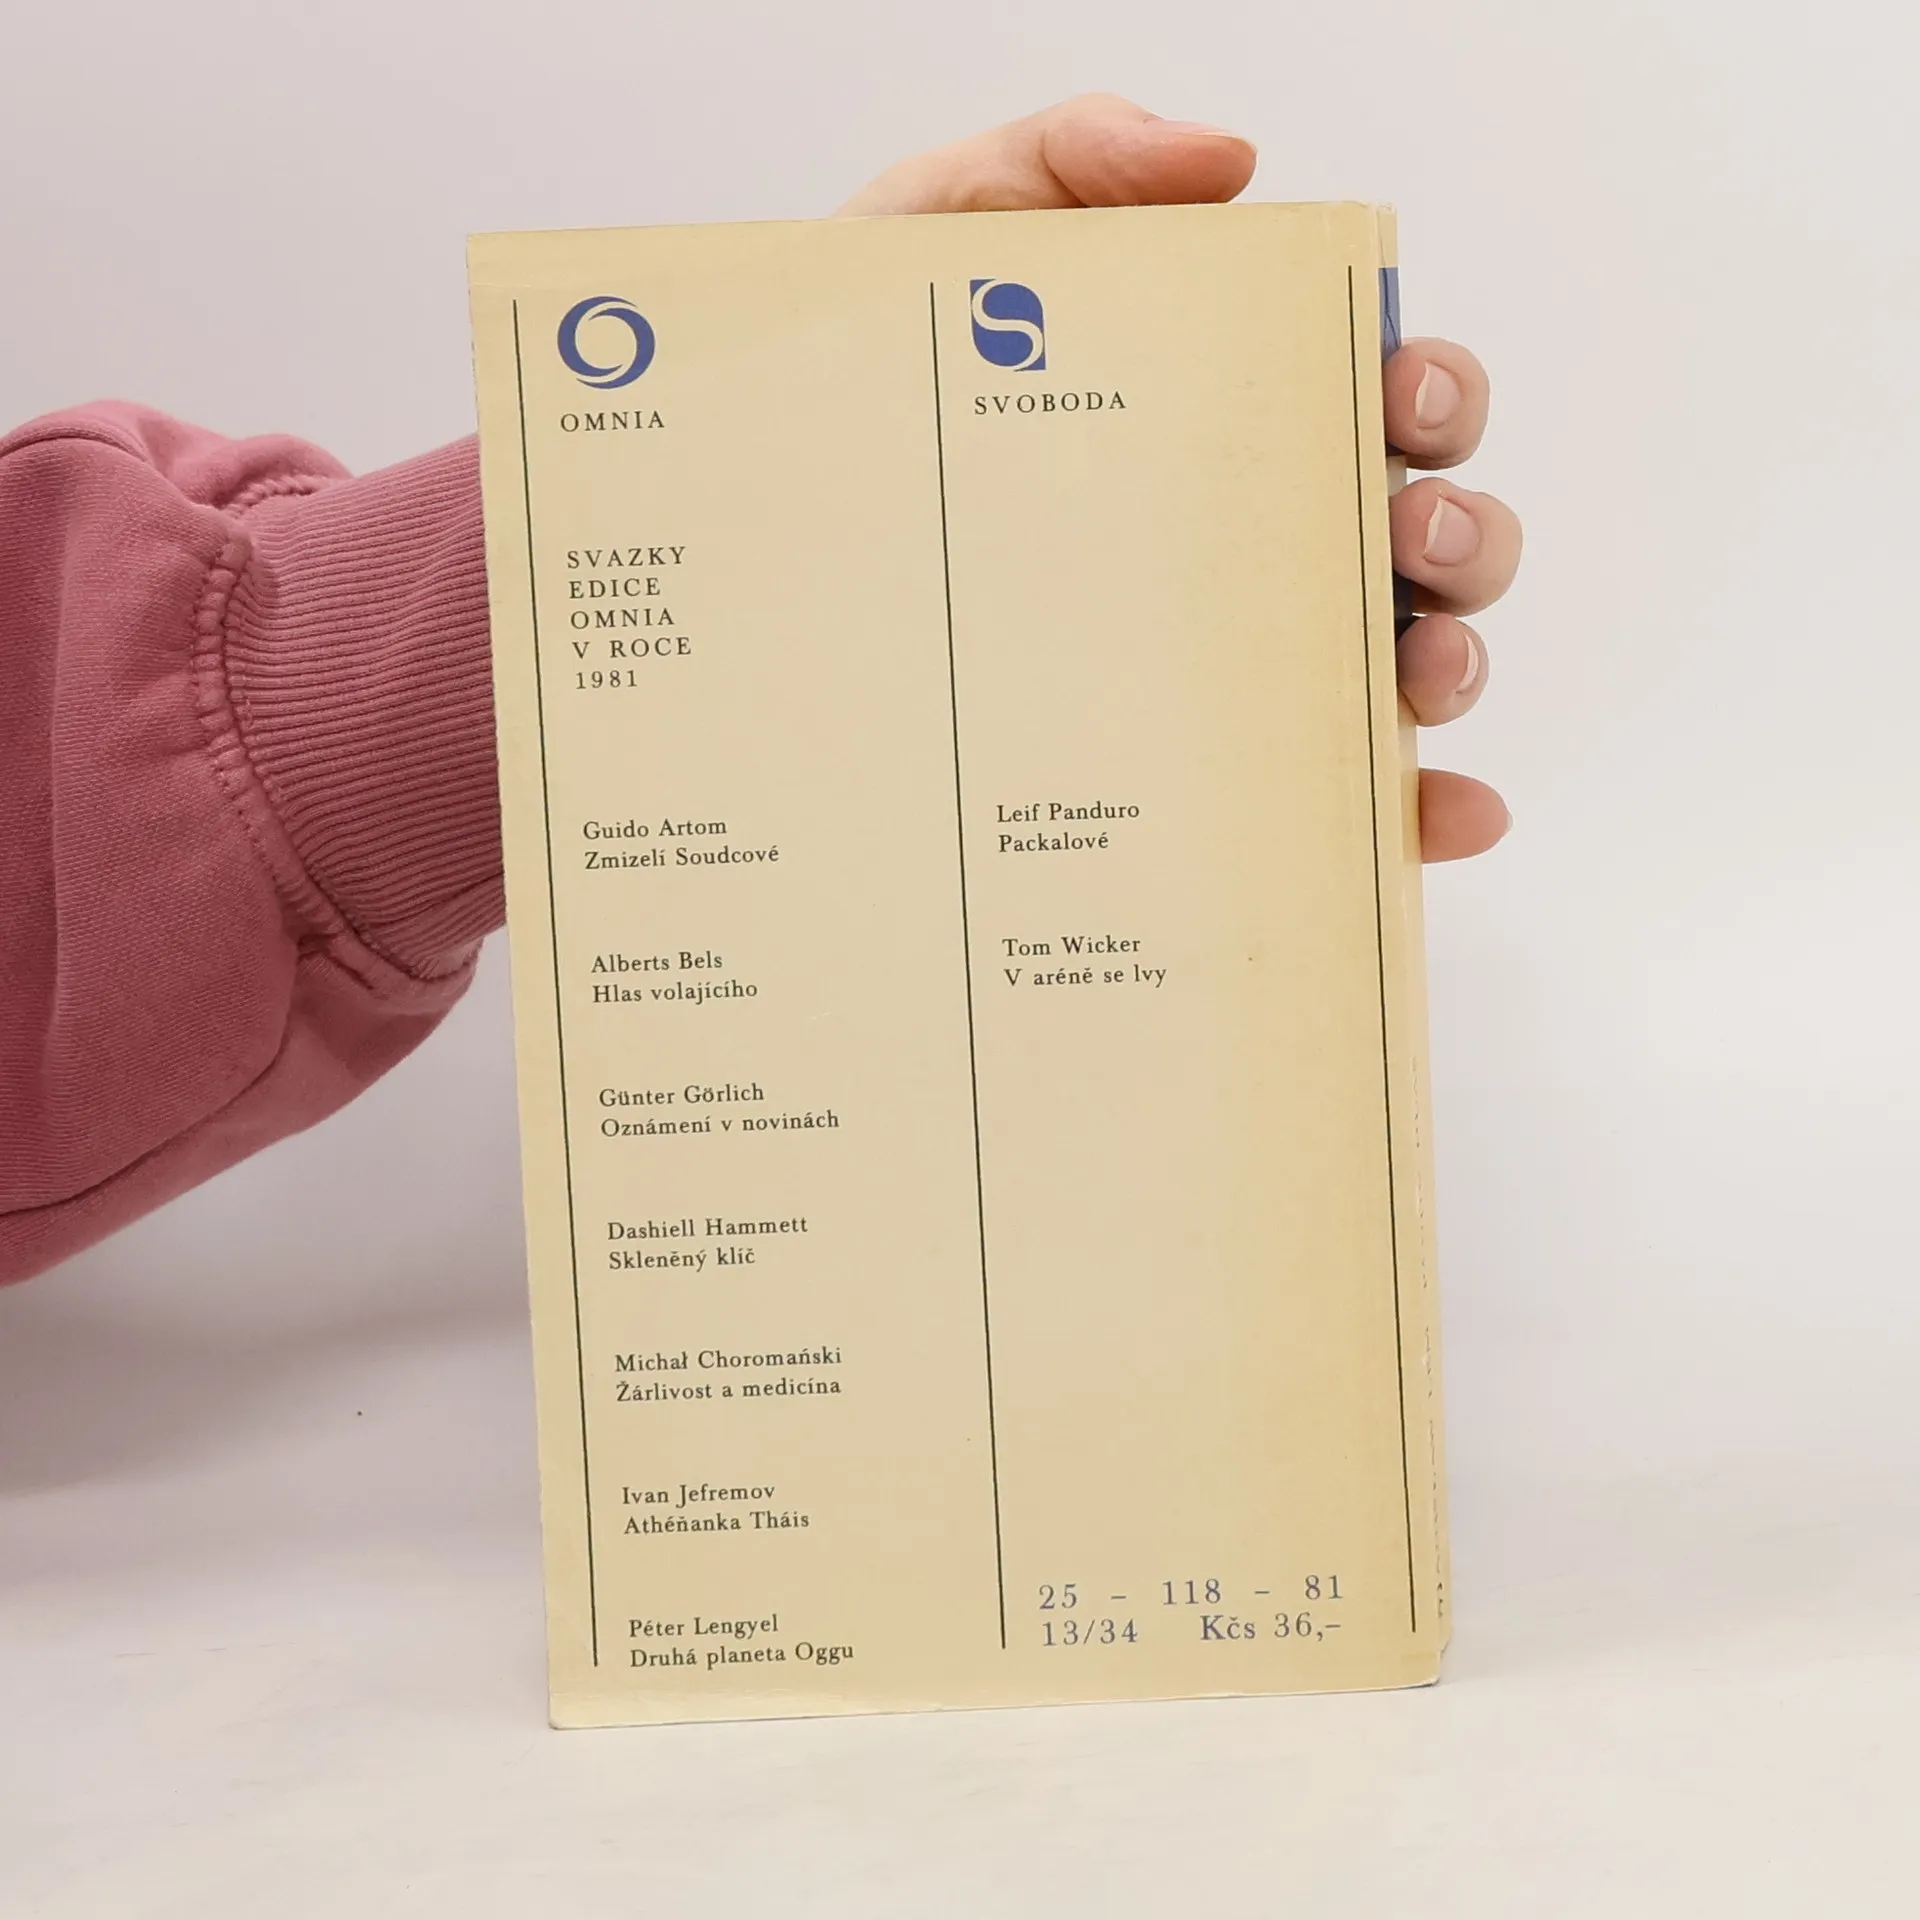 OMNIA
SVAZKY
EDICE
OMNIA
V ROCE
1981
Guido Artom
Zmizelí Soudcové
Alberts Bels
Hlas volajícího
Günter Görlich
Oznámení v novinách
Dashiell Hammett
Skleněný klíč
Michał Choromański
Žárlivost a medicína
Ivan Jefremov
Athéňanka Tháis
Péter Lengyel
Druhá planeta Oggu
SVOBODA
Leif Panduro
Packalové
Tom Wicker
V aréně se lvy
25 - 118 - 81
13/34 Kčs 36,-